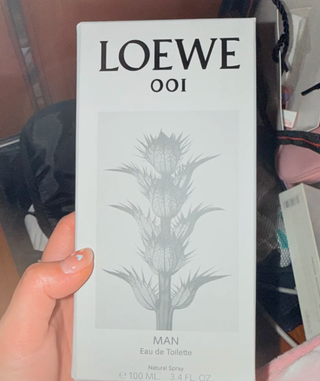 LOEWE
001
MAN
Eau de Toilette
Natural Spray
℮ 100 ML. 3.4 FL. OZ